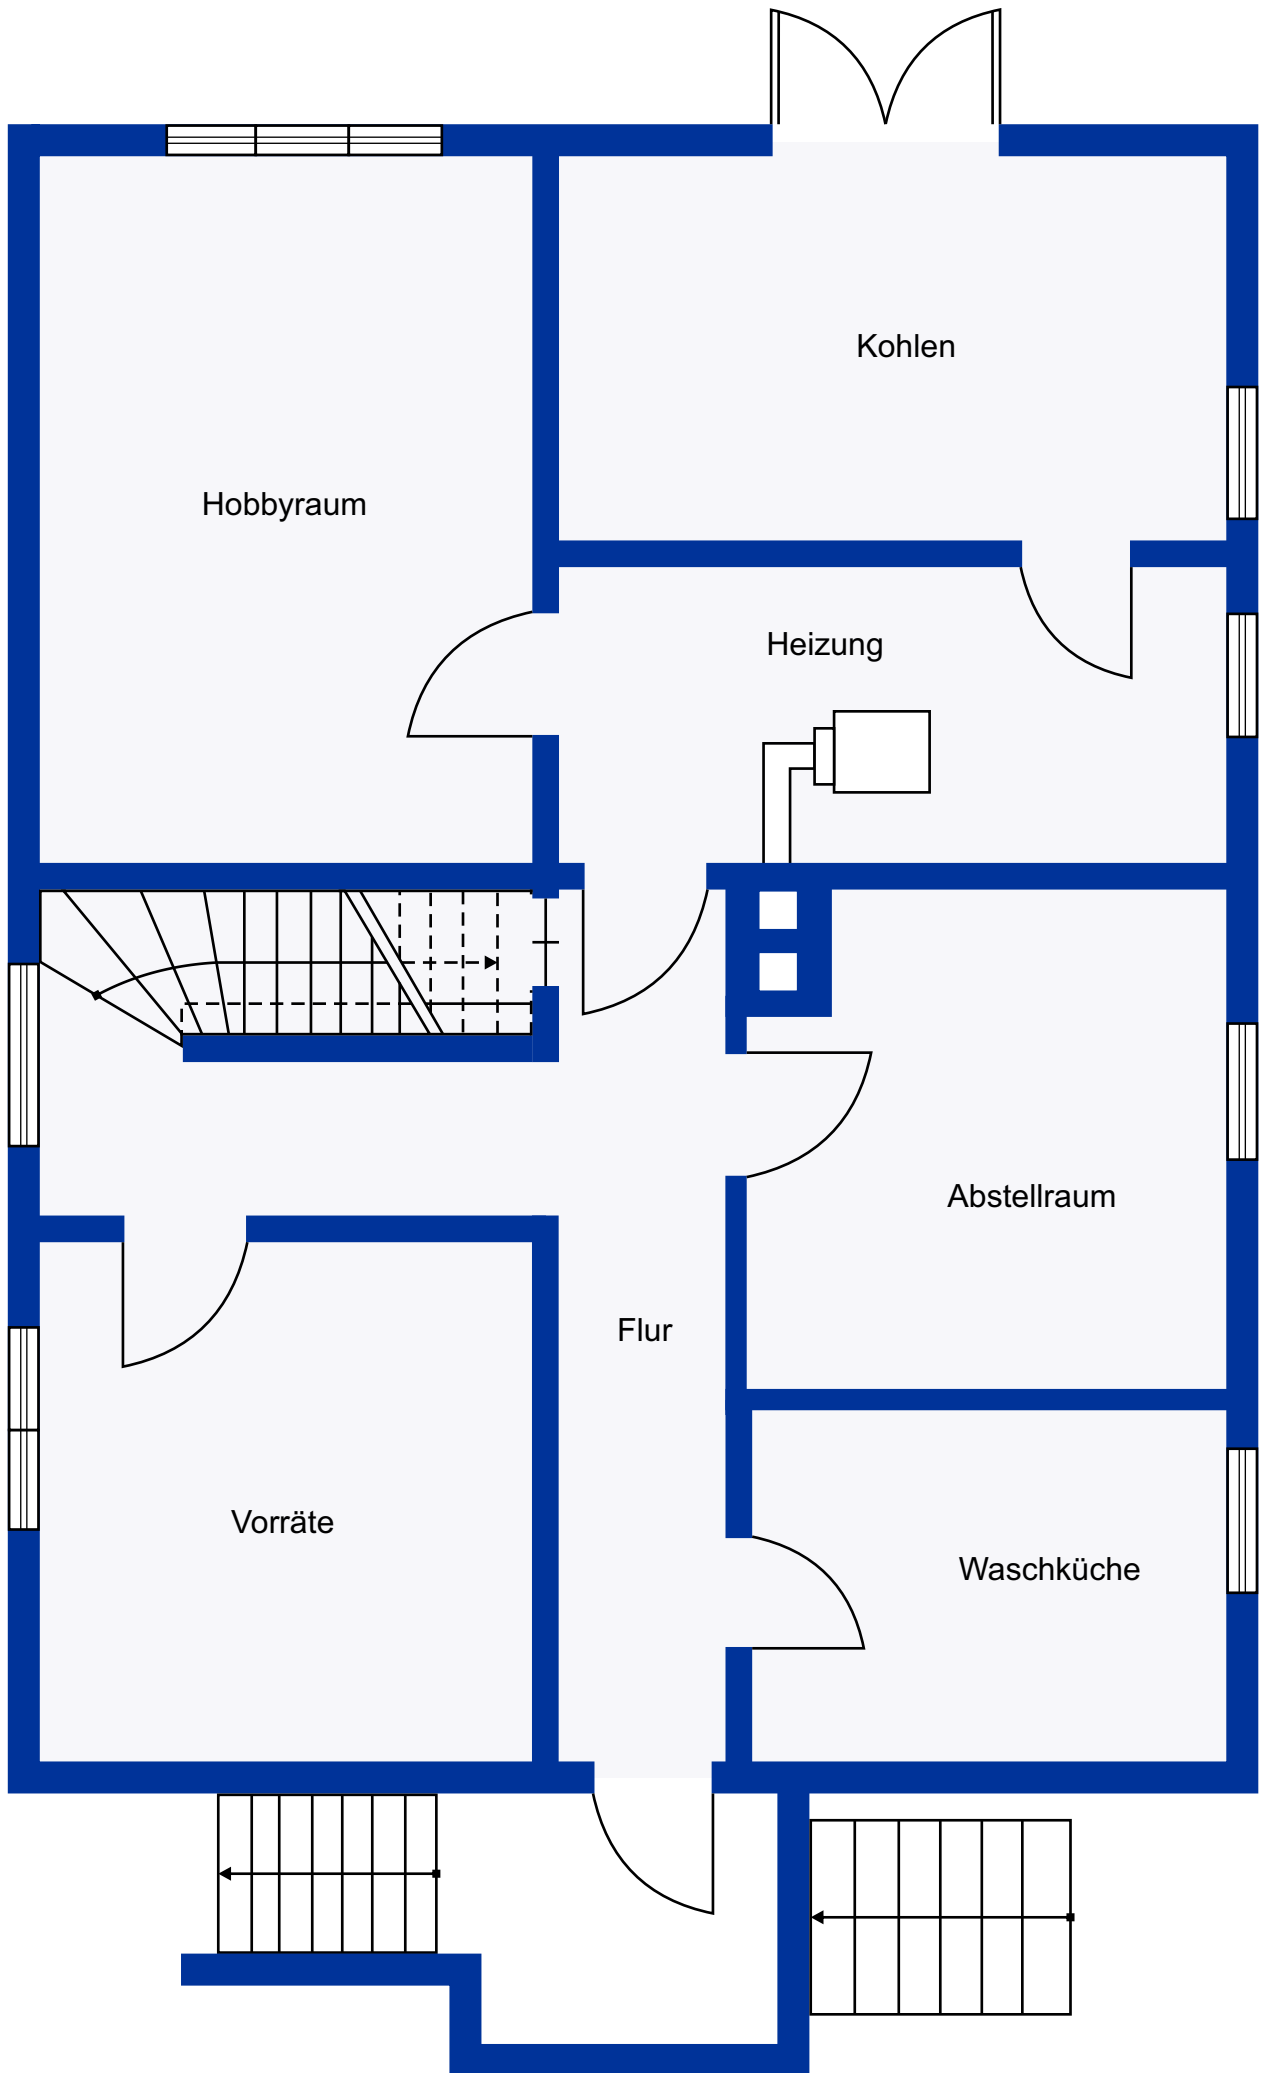 Kohlen
Hobbyraum
Heizung
Abstellraum
Flur
Vorräte
Waschküche